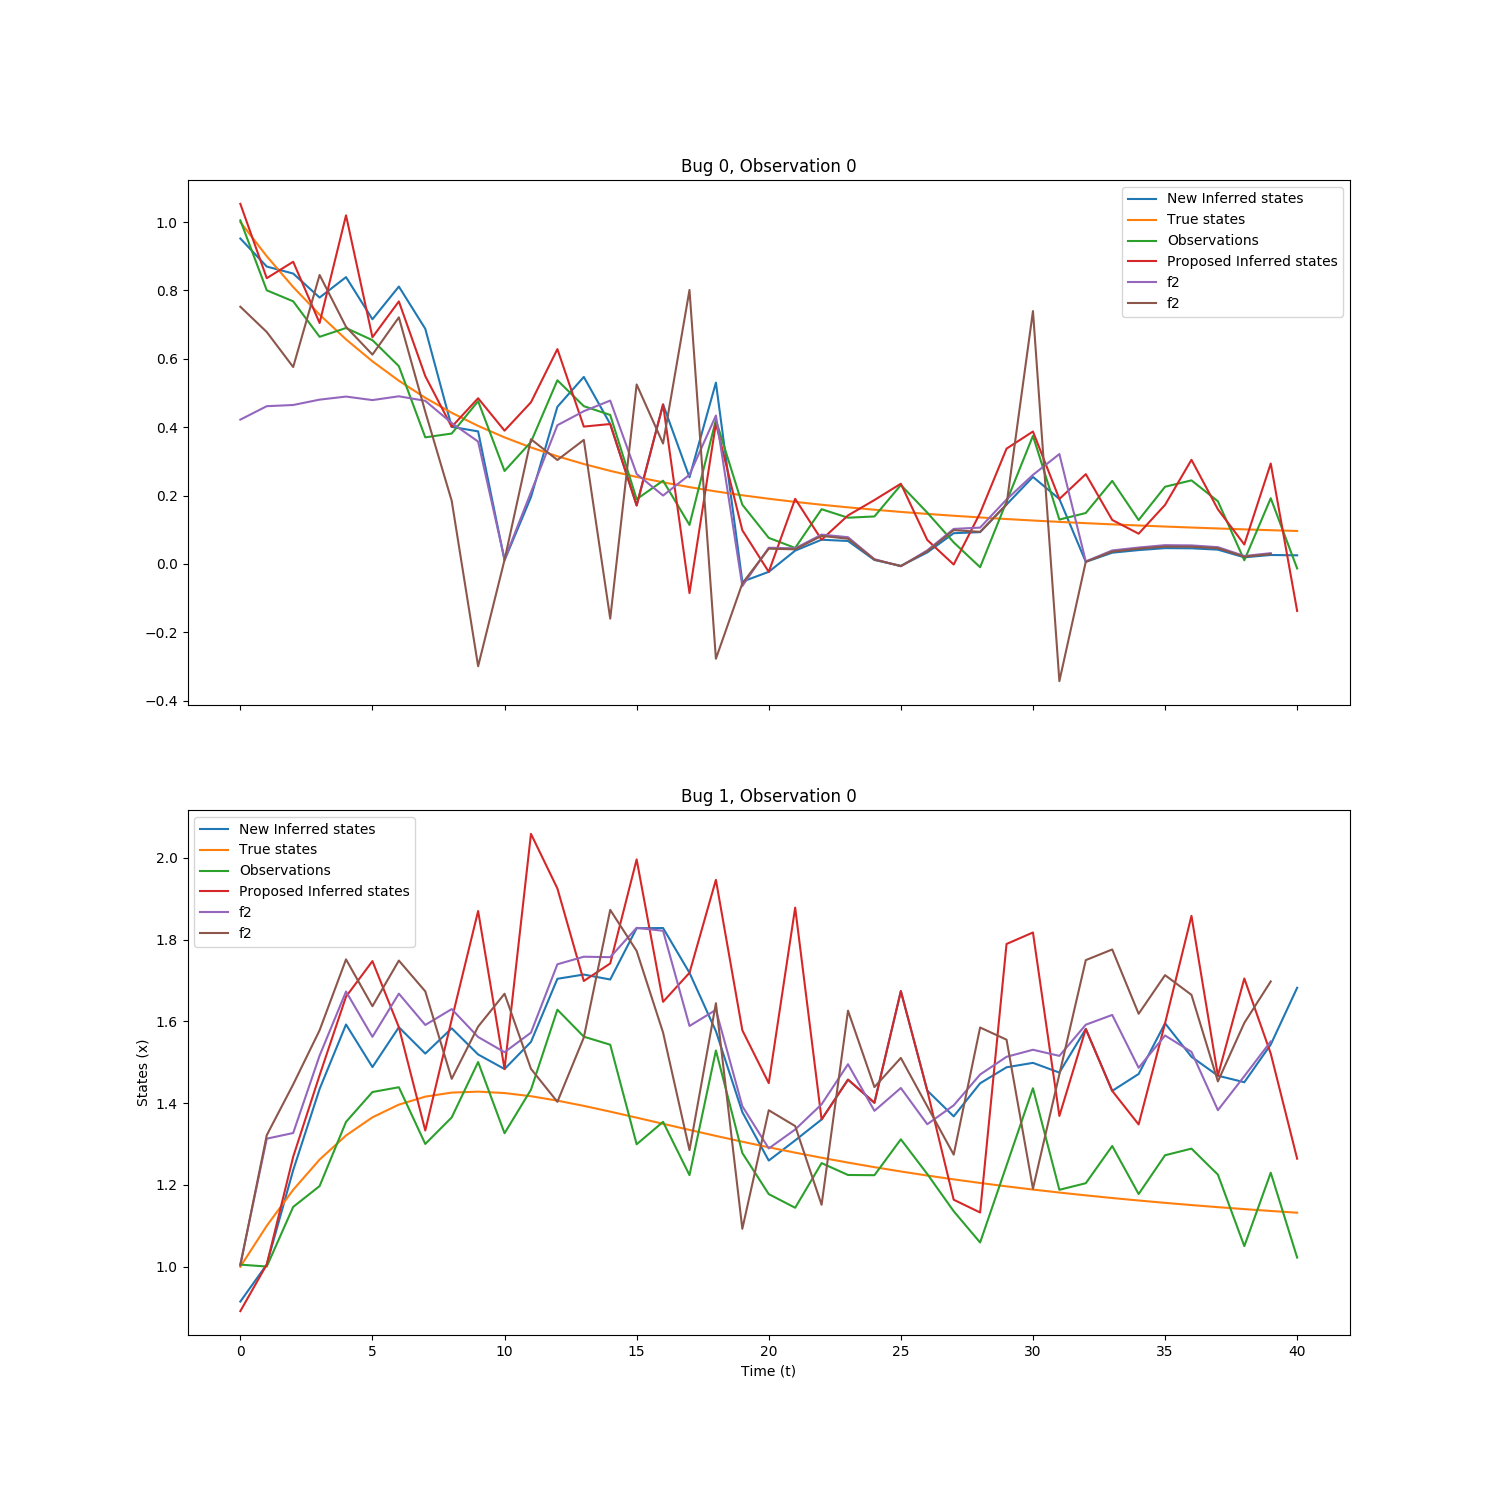 Bug 0, Observation 0
1.0
0.8
0.6
0.4
0.2
0.0
−0.2
−0.4
New Inferred states
True states
Observations
Proposed Inferred states
f2
f2
Bug 1, Observation 0
New Inferred states
True states
Observations
Proposed Inferred states
f2
f2
2.0
1.8
1.6
1.4
1.2
1.0
States (x)
0 5 10 15 20 25 30 35 40
Time (t)